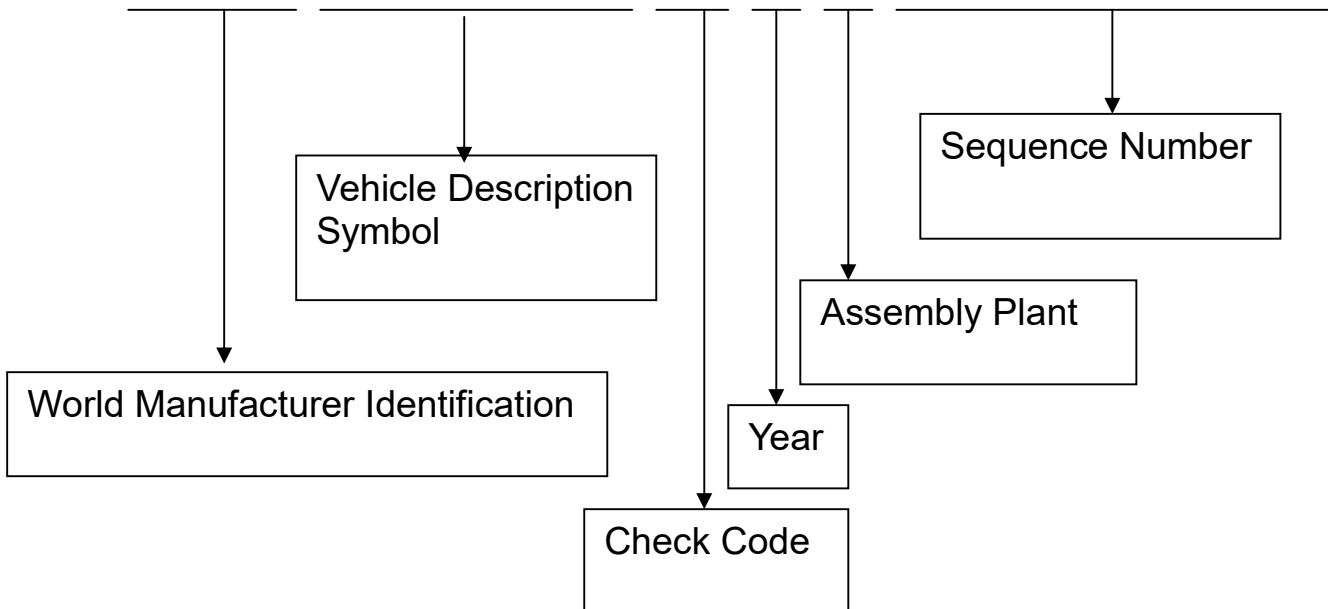 Sequence Number
Vehicle Description
Symbol
Assembly Plant
World Manufacturer Identification
Year
Check Code